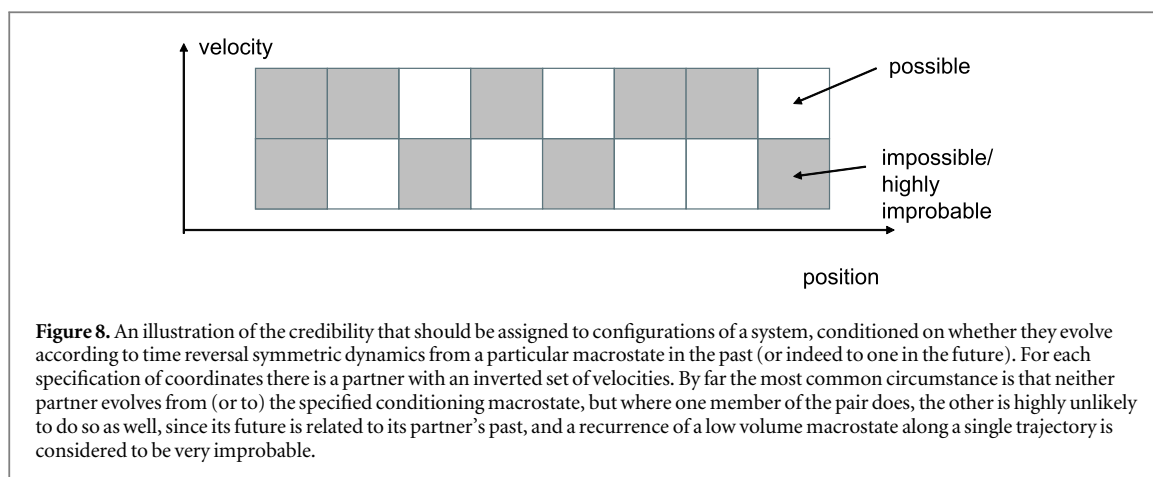 velocity
possible
impossible/
highly
improbable
position
Figure 8. An illustration of the credibility that should be assigned to configurations of a system, conditioned on whether they evolve
according to time reversal symmetric dynamics from a particular macrostate in the past (or indeed to one in the future). For each
specification of coordinates there is a partner with an inverted set of velocities. By far the most common circumstance is that neither
partner evolves from (or to) the specified conditioning macrostate, but where one member of the pair does, the other is highly unlikely
to do so as well, since its future is related to its partner's past, and a recurrence of a low volume macrostate along a single trajectory is
considered to be very improbable.